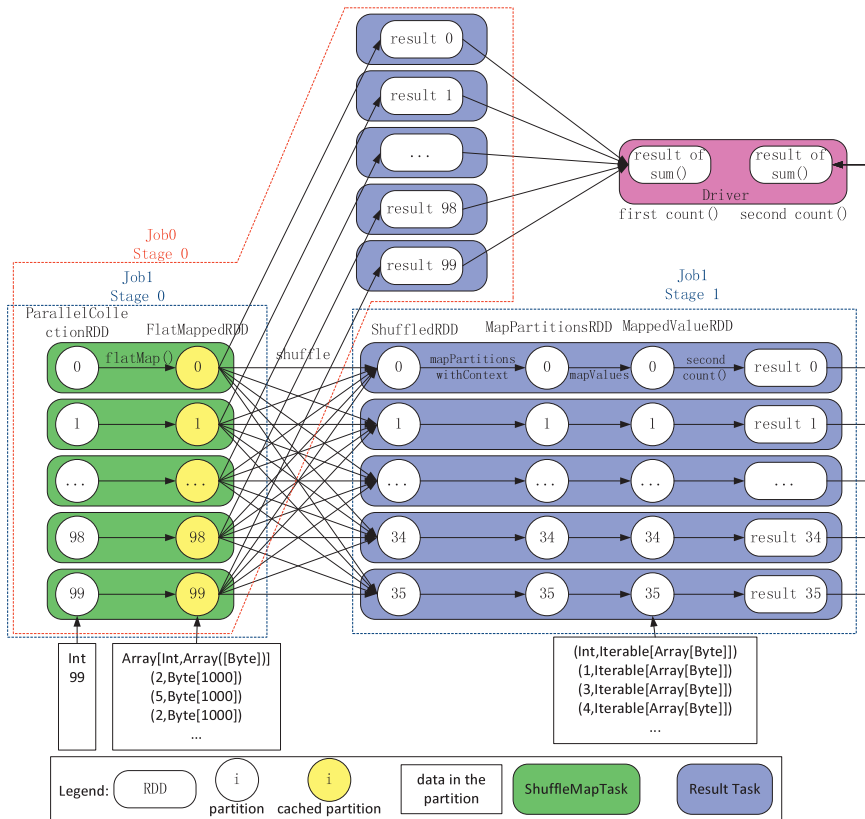 result 0
result 1
...
result 98
result 99
result of sum()
result of sum()
Driver
first count()
second count()
Job0
Stage 0
Job1
Stage 0
Job1
Stage 1
ParallelColle
ctionRDD
FlatMappedRDD
shuffle
ShuffledRDD
MapPartitionsRDD
MappedValueRDD
0
flatMap()
0
0
mapPartitions
withContext
0
mapValues
0
second
count()
result 0
1
1
1
1
1
result 1
...
...
...
...
...
...
98
98
34
34
34
result 34
99
99
35
35
35
result 35
Int
99
Array[Int,Array([Byte])]
(2,Byte[1000])
(5,Byte[1000])
(2,Byte[1000])
...
(Int,Iterable[Array[Byte]])
(1,Iterable[Array[Byte]])
(3,Iterable[Array[Byte]])
(4,Iterable[Array[Byte]])
...
Legend:
RDD
i
partition
i
cached partition
data in the
partition
ShuffleMapTask
Result Task